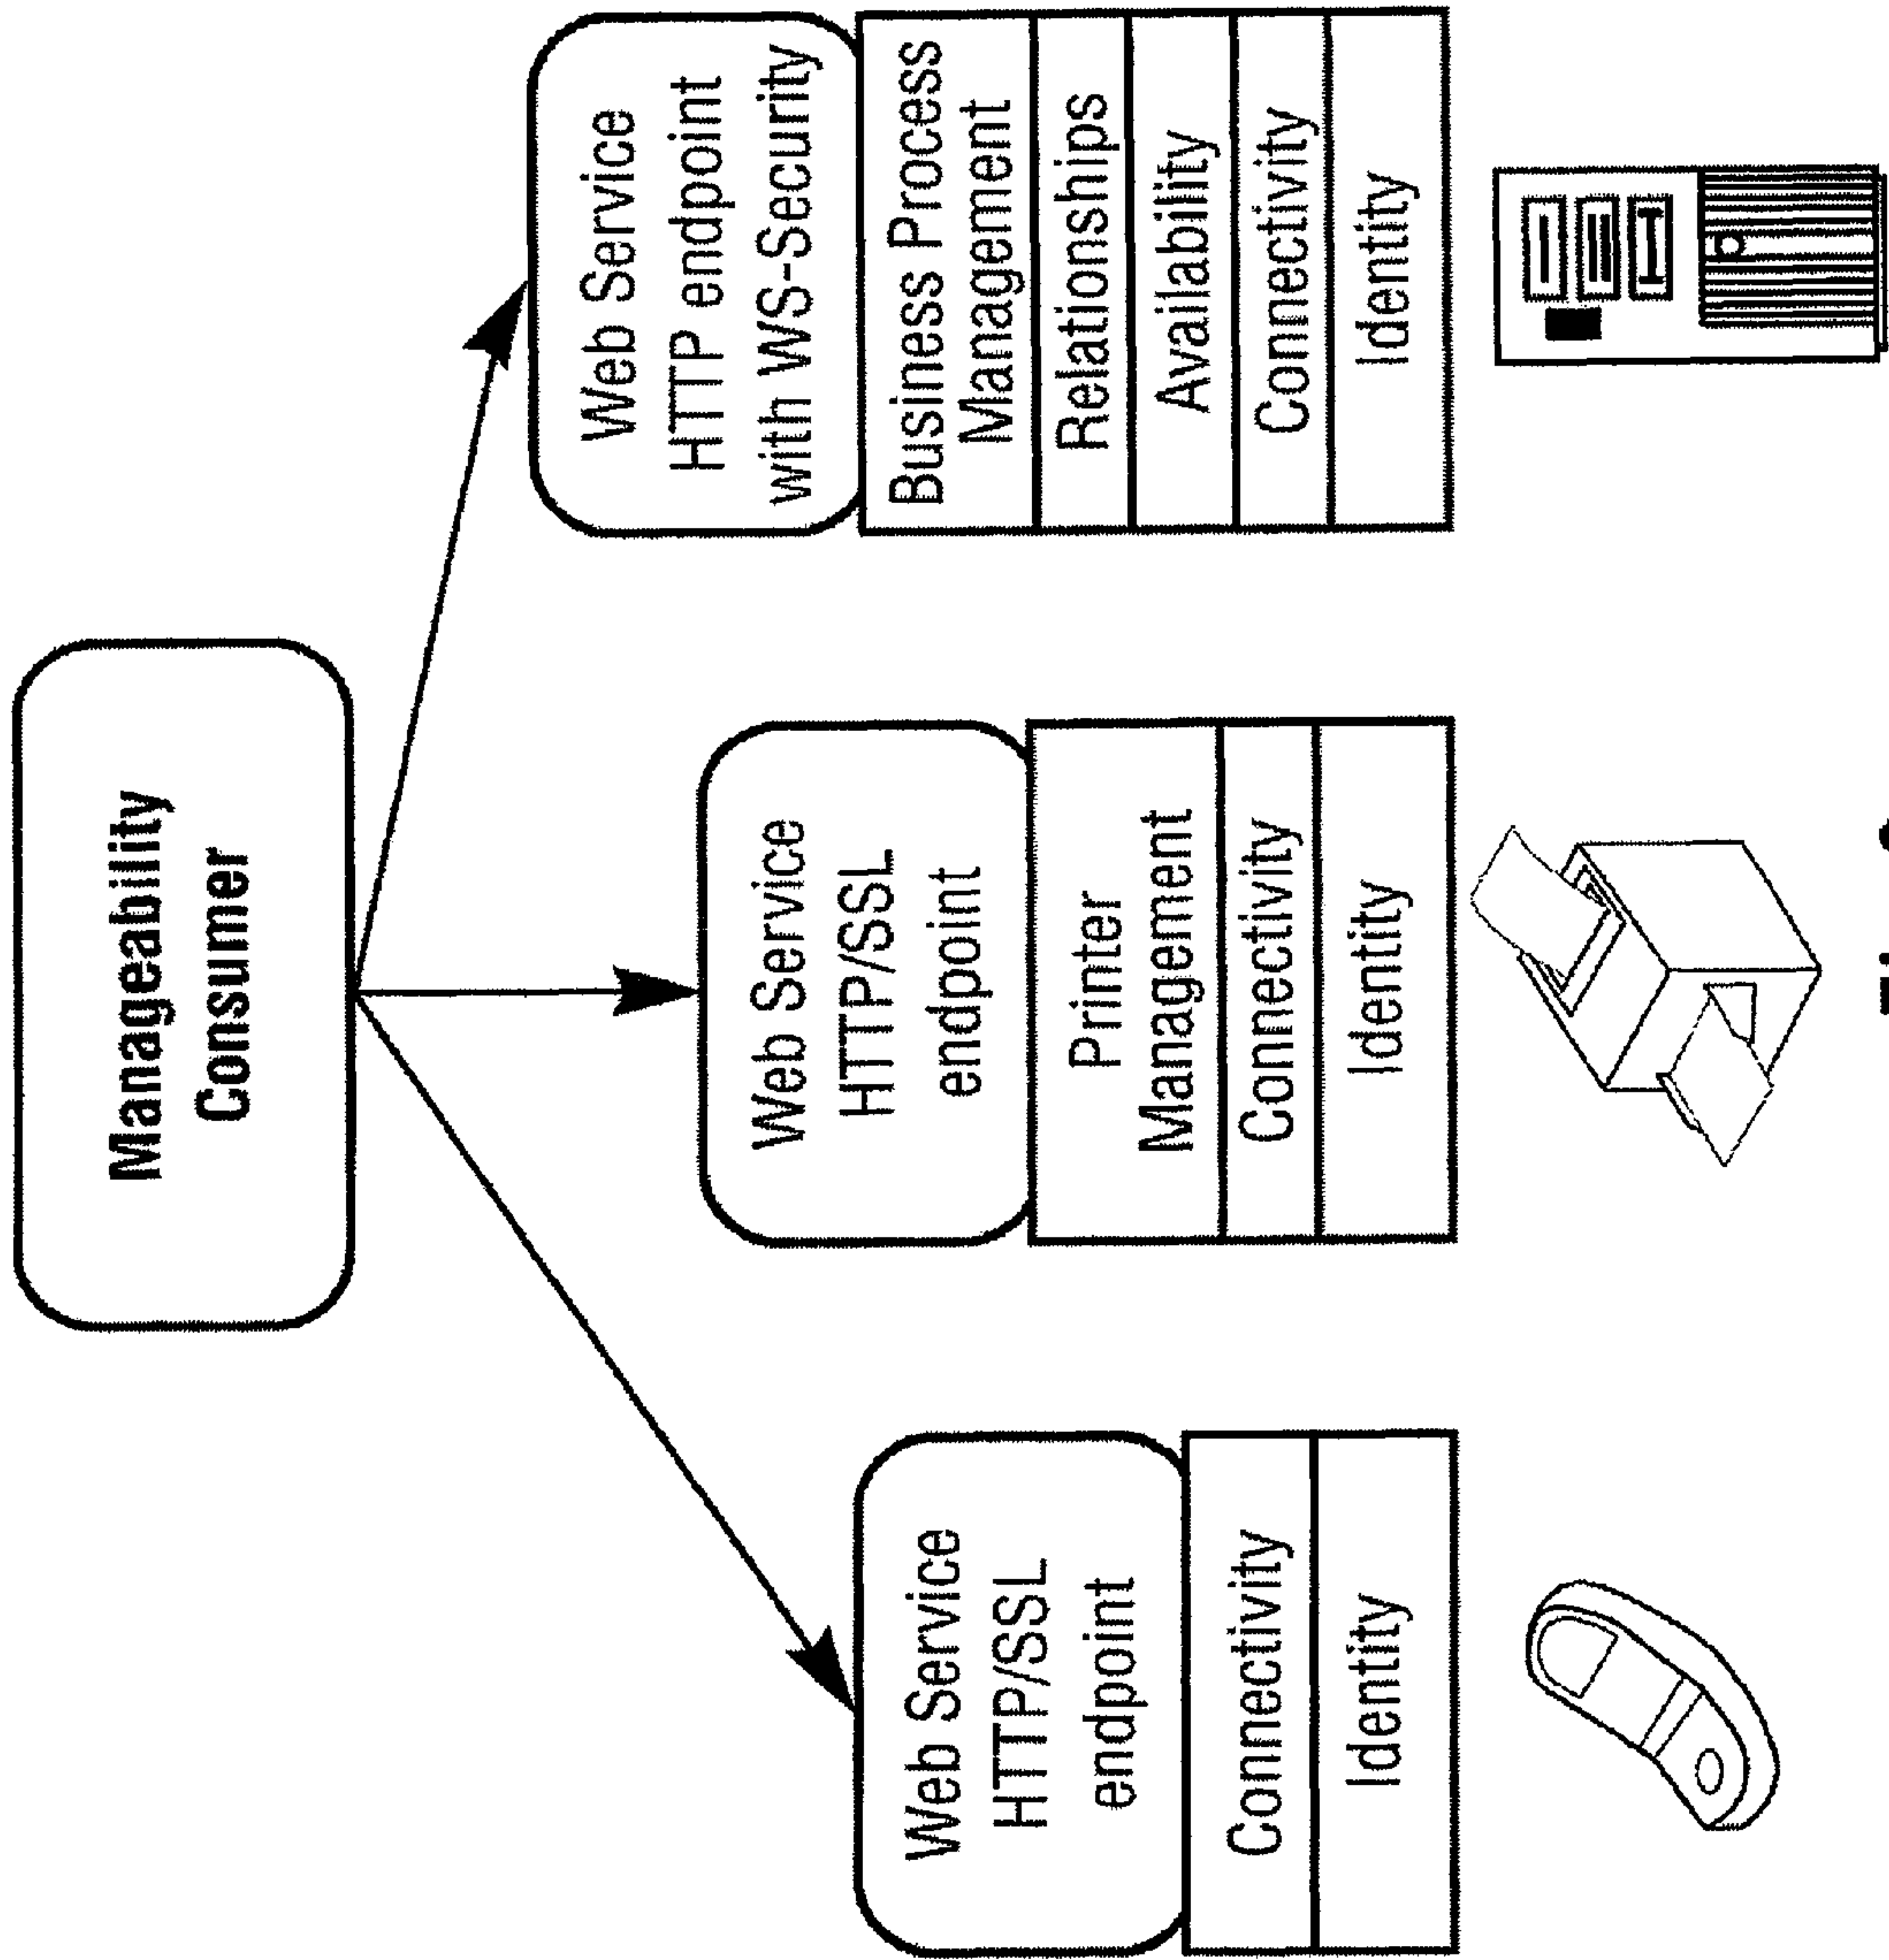 Manageability
Consumer
Web Service
HTTP/SSL
endpoint
Connectivity
Identity
Web Service
HTTP/SSL
endpoint
Printer
Management
Connectivity
Identity
Web Service
HTTP endpoint
with WS-Security
Business Process
Management
Relationships
Availability
Connectivity
Identity